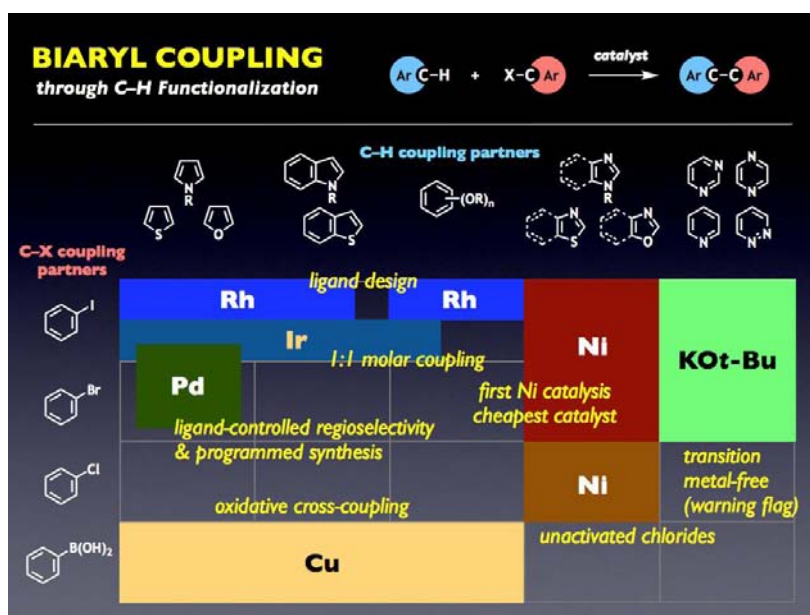 BIARYL COUPLING
through C–H Functionalization
Ar C–H + X–C Ar catalyst Ar C–C Ar
C–H coupling partners
N
R
S
O
N
R
S
(OR)n
N
N
R
N
S
N
O
N
N
N
N
N
N
N
C–X coupling
partners
ligand design
Rh
Rh
I
Ir
1:1 molar coupling
Ni
KOt-Bu
Br
Pd
first Ni catalysis
cheapest catalyst
ligand-controlled regioselectivity
& programmed synthesis
Cl
Ni
transition
metal-free
(warning flag)
oxidative cross-coupling
unactivated chlorides
B(OH)2
Cu